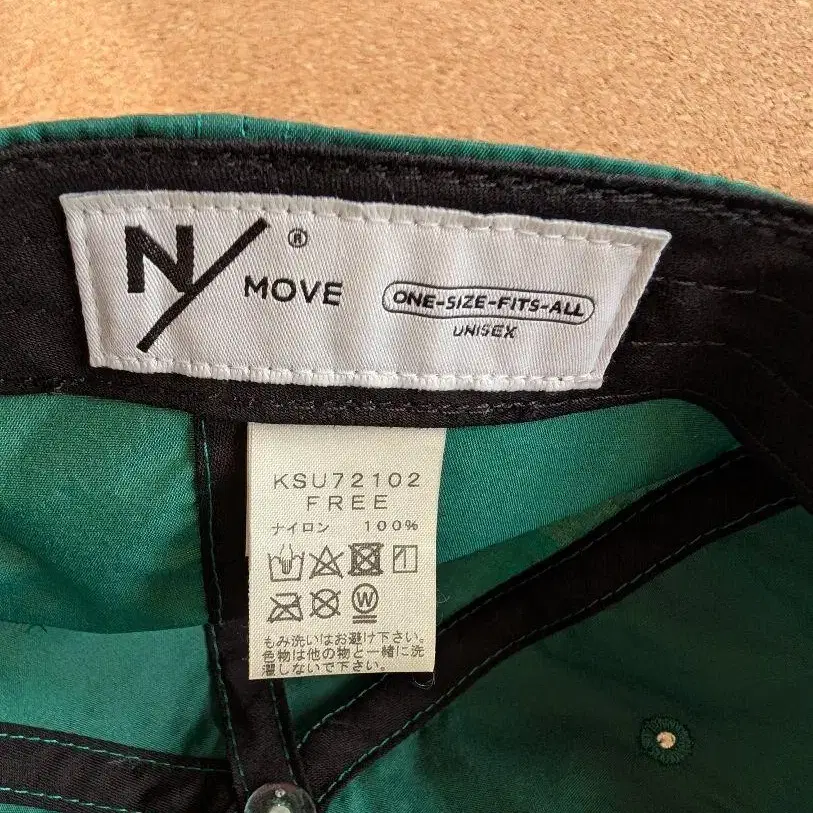 N/®
MOVE
ONE-SIZE-FITS-ALL
UNISEX
KSU72102
FREE
ナイロン 100%
W
もみ洗いはお避け下さい。
色物は他の物と一緒に洗
濯しないで下さい。